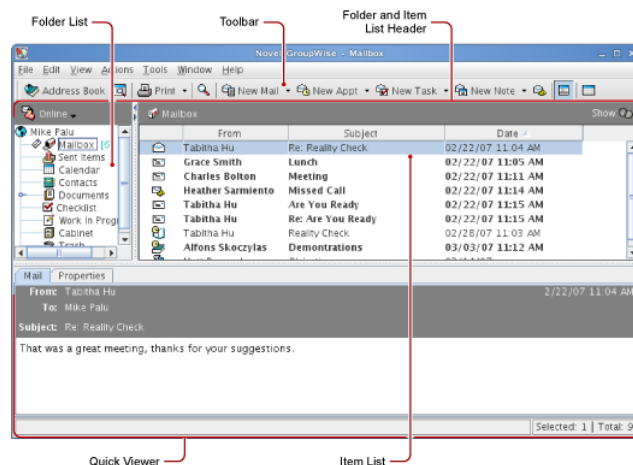 Folder List
Toolbar
Folder and Item
List Header
Novell GroupWise - Mailbox
File Edit View Actions Tools Window Help
Address Book Print New Mail New Appt New Task New Note
Online
Mailbox
Show
Mike Palu
Mailbox [6
Sent Items
Calendar
Contacts
Documents
Checklist
Work In Prog
Cabinet
Trash
From Subject Date
Tabitha Hu Re: Reality Check 02/22/07 11:04 AM
Grace Smith Lunch 02/22/07 11:05 AM
Charles Bolton Meeting 02/22/07 11:11 AM
Heather Sarmiento Missed Call 02/22/07 11:14 AM
Tabitha Hu Are You Ready 02/22/07 11:15 AM
Tabitha Hu Re: Are You Ready 02/22/07 11:15 AM
Tabitha Hu Reality Check 02/28/07 11:03 AM
Alfons Skoczylas Demontrations 03/03/07 11:12 AM
Mail Properties
From: Tabitha Hu 2/22/07 11:04 AM
To: Mike Palu
Subject: Re: Reality Check
That was a great meeting, thanks for your suggestions.
Selected: 1 Total: 9
Quick Viewer
Item List